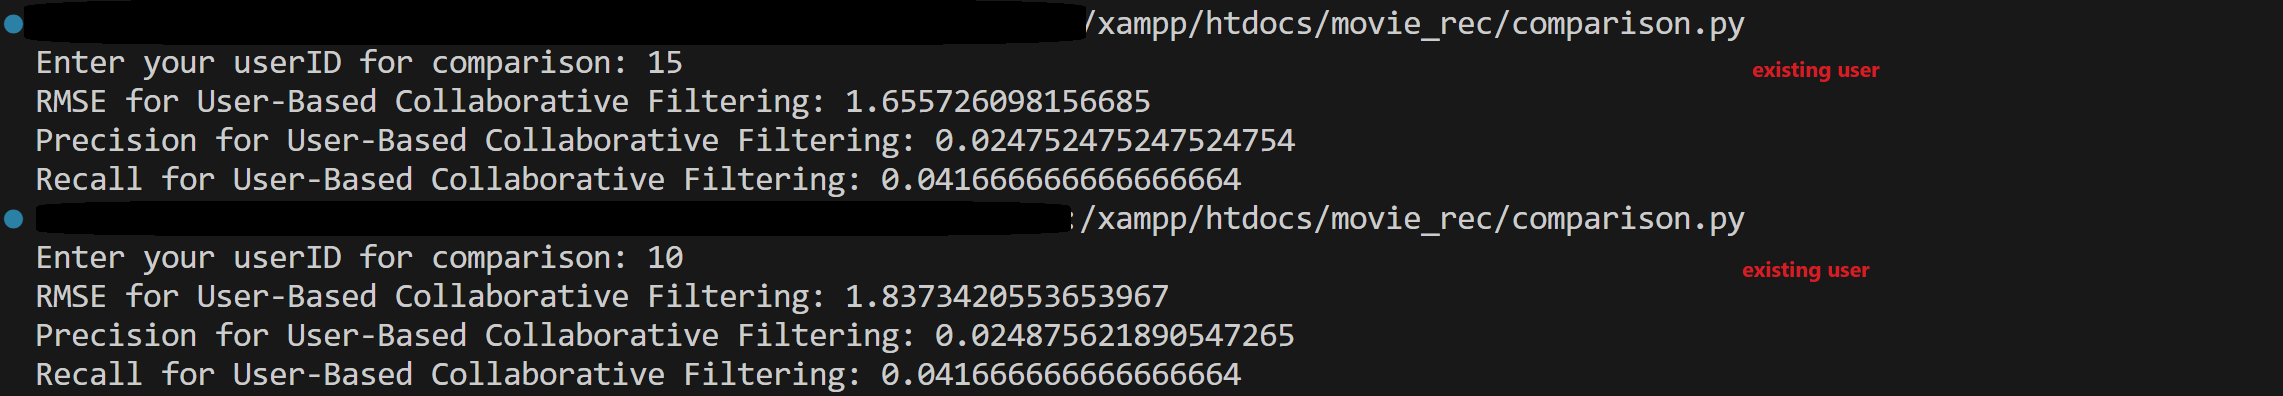 /xampp/htdocs/movie_rec/comparison.py
Enter your userID for comparison: 15
existing user
RMSE for User-Based Collaborative Filtering: 1.655726098156685
Precision for User-Based Collaborative Filtering: 0.024752475247524754
Recall for User-Based Collaborative Filtering: 0.041666666666666664
:/xampp/htdocs/movie_rec/comparison.py
Enter your userID for comparison: 10
existing user
RMSE for User-Based Collaborative Filtering: 1.8373420553653967
Precision for User-Based Collaborative Filtering: 0.024875621890547265
Recall for User-Based Collaborative Filtering: 0.041666666666666664